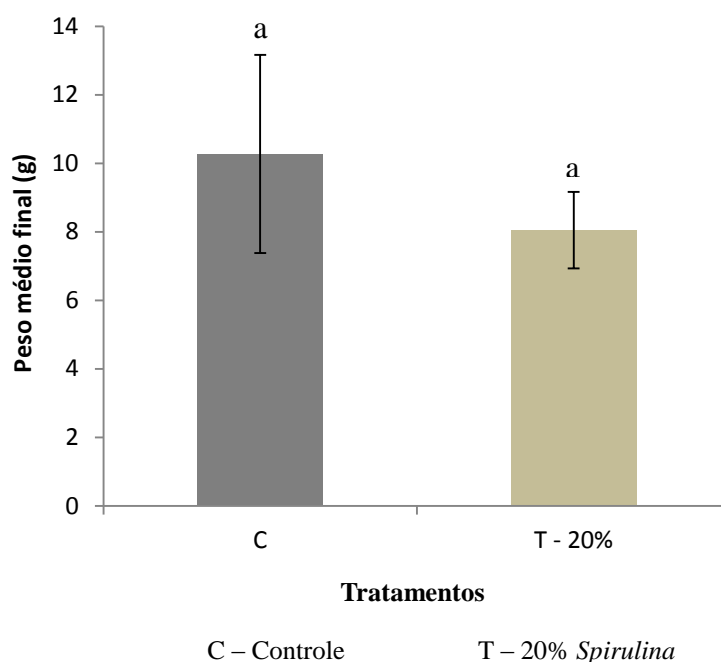 Peso médio final (g)
14
12
10
8
6
4
2
0
a
a
C
T - 20%
Tratamentos
C – Controle
T – 20% Spirulina